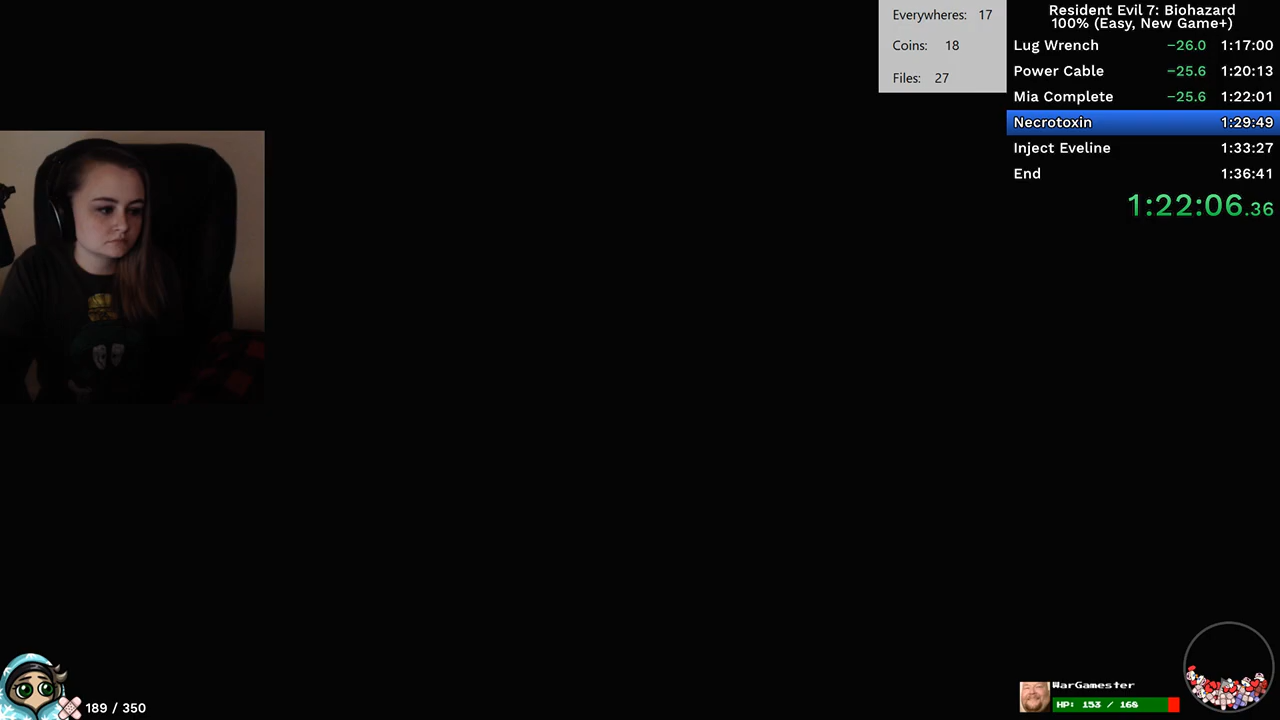 Everywheres: 17
Coins: 18
Files: 27
Resident Evil 7: Biohazard
100% (Easy, New Game+)
Lug Wrench −26.0 1:17:00
Power Cable −25.6 1:20:13
Mia Complete −25.6 1:22:01
Necrotoxin 1:29:49
Inject Eveline 1:33:27
End 1:36:41
1:22:06.36
WarGamester
HP: 153 / 168
189 / 350